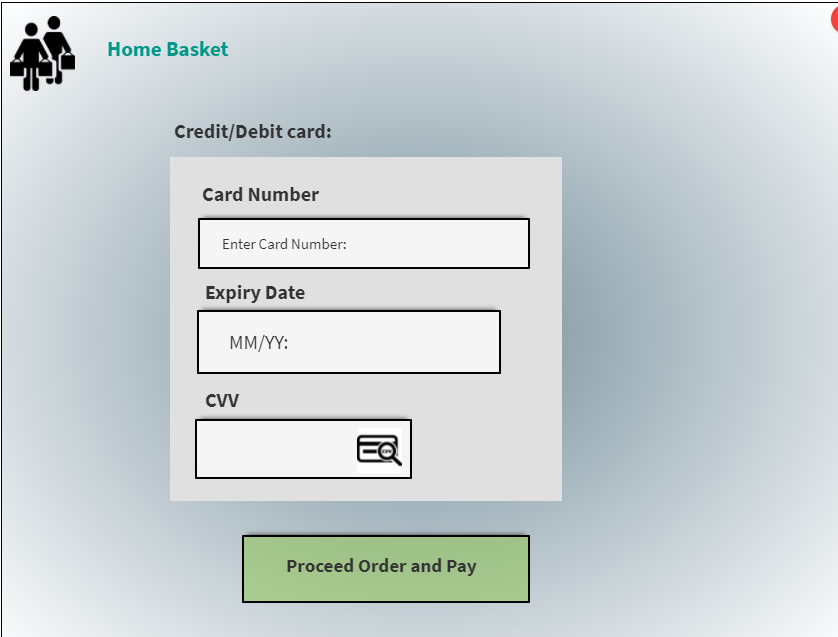 Home Basket
Credit/Debit card:
Card Number
Enter Card Number:
Expiry Date
MM/YY:
CVV
CVV
Proceed Order and Pay